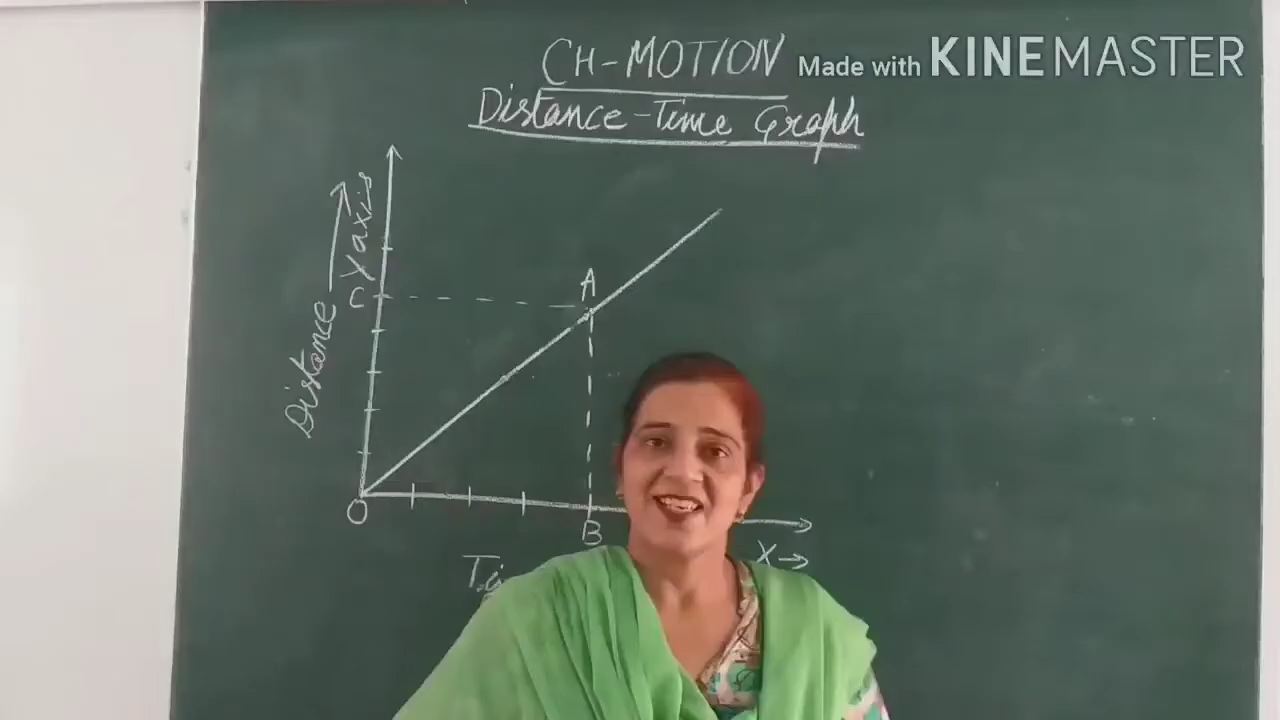 CH-MOTION
Made with KINEMASTER
Distance-Time Graph
Distance
Y axis
C
A
O
B
X